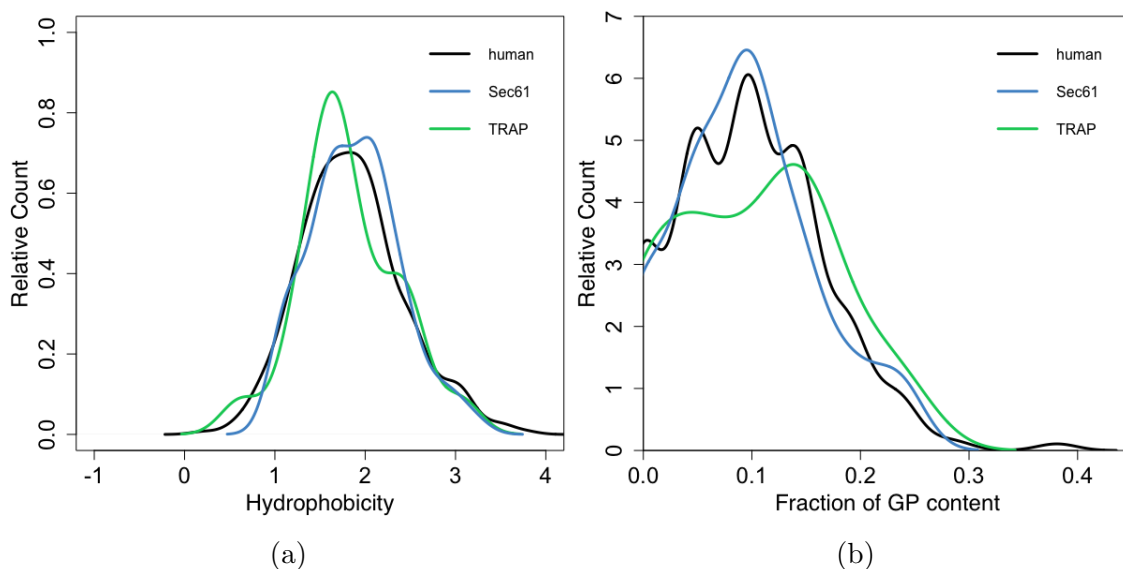 1.0
0.8
0.6
0.4
0.2
0.0
Relative Count
-1 0 1 2 3 4
Hydrophobicity
human
Sec61
TRAP
(a)
7
6
5
4
3
2
1
0
Relative Count
0.0 0.1 0.2 0.3 0.4
Fraction of GP content
human
Sec61
TRAP
(b)